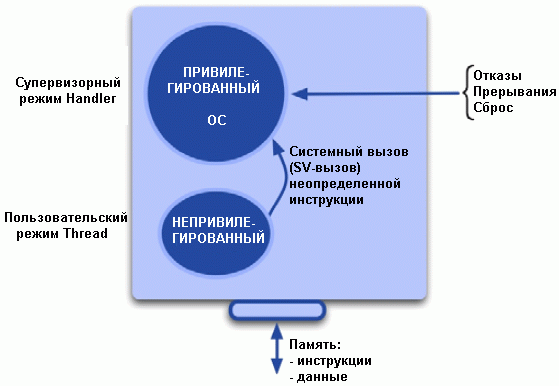 Супервизорный
режим Handler
ПРИВИЛЕ-
ГИРОВАННЫЙ
ОС
Отказы
Прерывания
Сброс
Системный вызов
(SV-вызов)
неопределенной
инструкции
Пользовательский
режим Thread
НЕПРИВИЛЕ-
ГИРОВАННЫЙ
Память:
- инструкции
- данные